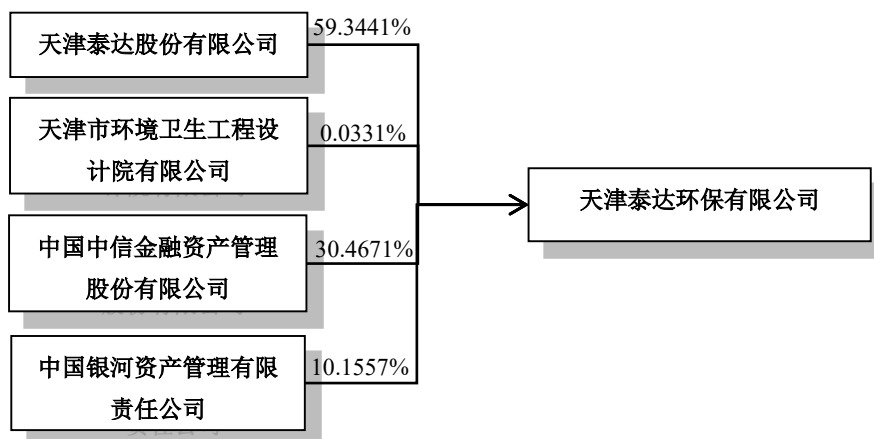 天津泰达股份有限公司
59.3441%
天津市环境卫生工程设
计院有限公司
0.0331%
中国中信金融资产管理
股份有限公司
30.4671%
中国银河资产管理有限
责任公司
10.1557%
天津泰达环保有限公司